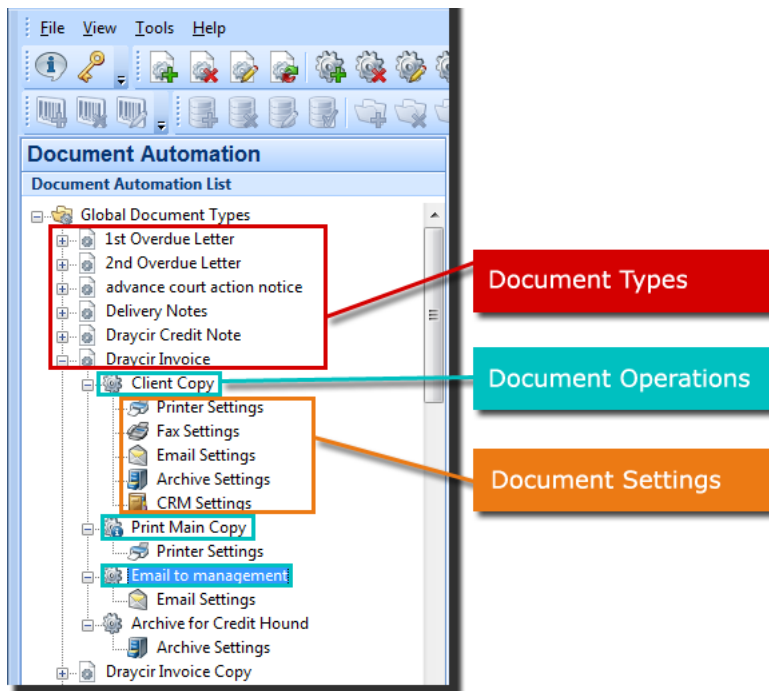 File View Tools Help
Document Automation
Document Automation List
Global Document Types
1st Overdue Letter
2nd Overdue Letter
advance court action notice
Delivery Notes
Draycir Credit Note
Draycir Invoice
Client Copy
Printer Settings
Fax Settings
Email Settings
Archive Settings
CRM Settings
Print Main Copy
Printer Settings
Email to management
Email Settings
Archive for Credit Hound
Archive Settings
Draycir Invoice Copy
Document Types
Document Operations
Document Settings